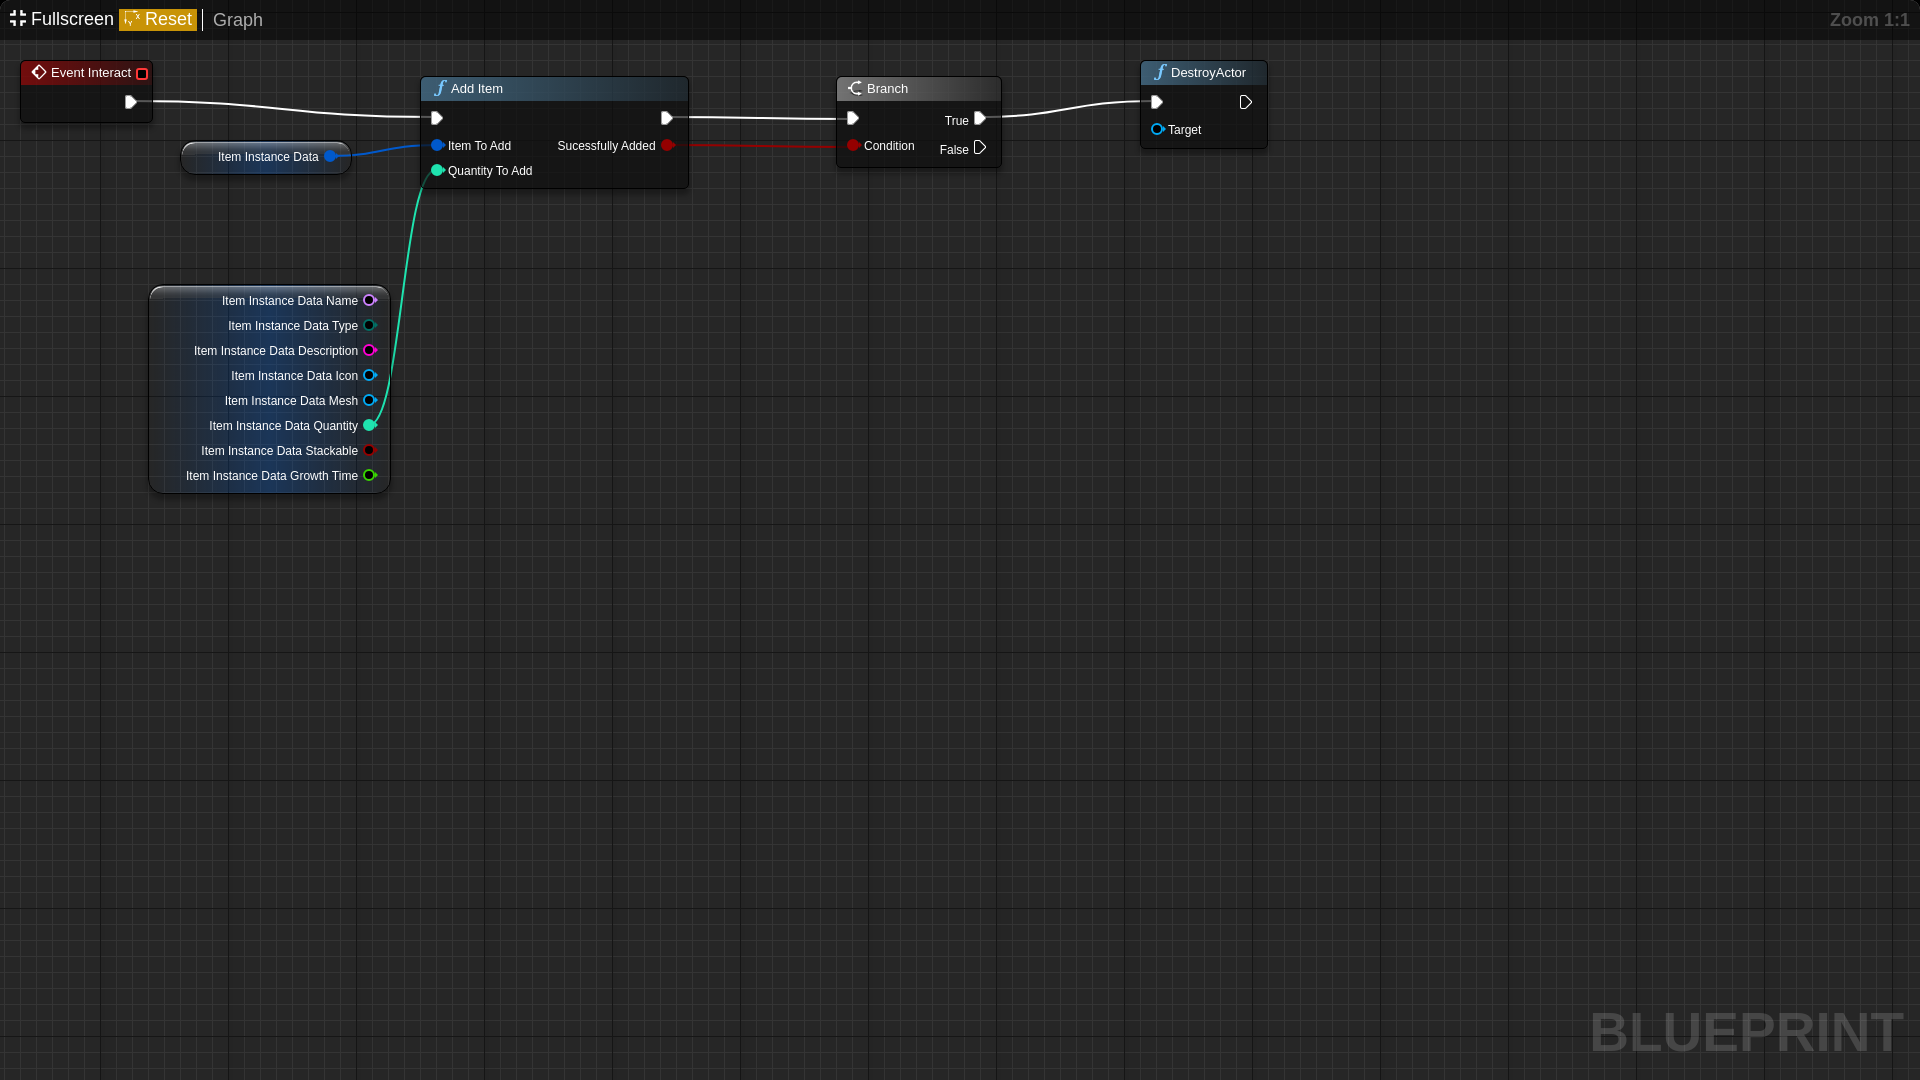 Fullscreen Reset Graph Zoom 1:1
Event Interact
Item Instance Data
Add Item
Item To Add Sucessfully Added
Quantity To Add
Branch
True
Condition False
DestroyActor
Target
Item Instance Data Name
Item Instance Data Type
Item Instance Data Description
Item Instance Data Icon
Item Instance Data Mesh
Item Instance Data Quantity
Item Instance Data Stackable
Item Instance Data Growth Time
BLUEPRINT